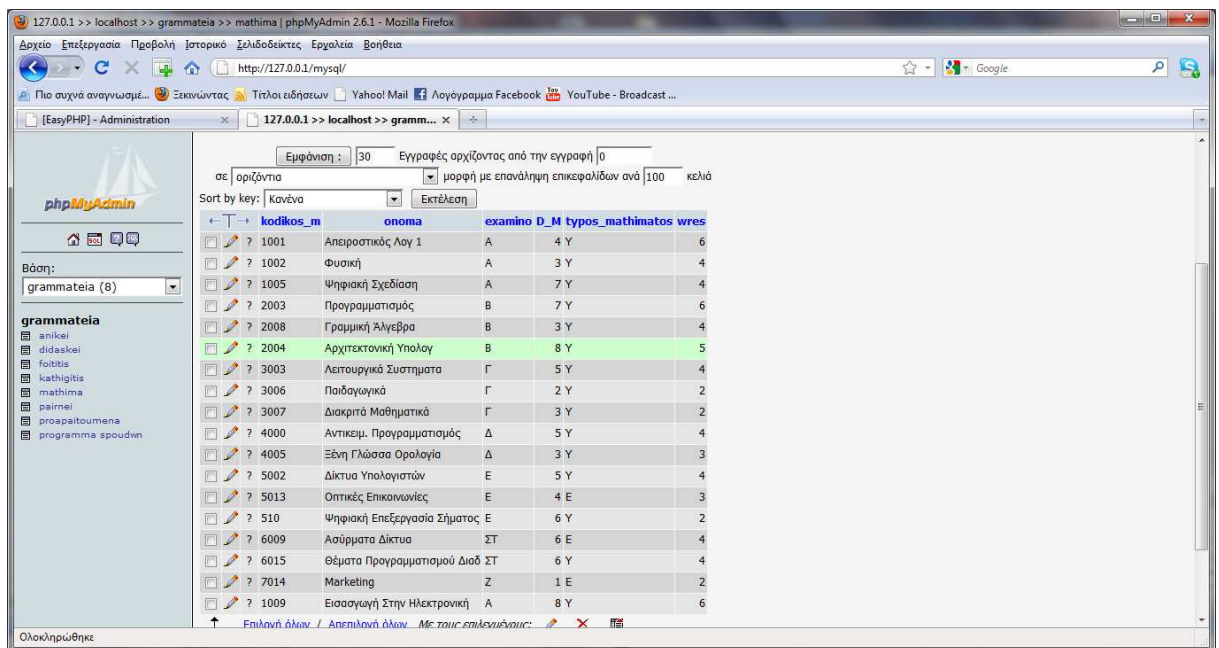 127.0.0.1 >> localhost >> grammateia >> mathima | phpMyAdmin 2.6.1 - Mozilla Firefox
Αρχείο Επεξεργασία Προβολή Ιστορικό Σελιδοδείκτες Εργαλεία Βοήθεια
http://127.0.0.1/mysql/ Google
Πιο συχνά αναγνωσμέ... Ξεκινώντας Τίτλοι ειδήσεων Yahoo! Mail Λογόγραμμα Facebook YouTube - Broadcast ...
[EasyPHP] - Administration 127.0.0.1 >> localhost >> gramm...
phpMyAdmin
SQL
Βάση:
grammateia (8)
grammateia
anikei
didaskei
foititis
kathigitis
mathima
pairnei
proapaitoumena
programma spoudwn
Εμφάνιση : 30 Εγγραφές αρχίζοντας από την εγγραφή 0
σε οριζόντια μορφή με επανάληψη επικεφαλίδων ανά 100 κελιά
Sort by key: Κανένα Εκτέλεση
←T→ kodikos_m onoma examino D_M typos_mathimatos wres
? 1001 Απειροστικός Λογ 1 Α 4 Υ 6
? 1002 Φυσική Α 3 Υ 4
? 1005 Ψηφιακή Σχεδίαση Α 7 Υ 4
? 2003 Προγραμματισμός Β 7 Υ 6
? 2008 Γραμμική Άλγεβρα Β 3 Υ 4
? 2004 Αρχιτεκτονική Υπολογ Β 8 Υ 5
? 3003 Λειτουργικά Συστηματα Γ 5 Υ 4
? 3006 Παιδαγωγικά Γ 2 Υ 2
? 3007 Διακριτά Μαθηματικά Γ 3 Υ 2
? 4000 Αντικειμ. Προγραμματισμός Δ 5 Υ 4
? 4005 Ξένη Γλώσσα Ορολογία Δ 3 Υ 3
? 5002 Δίκτυα Υπολογιστών Ε 5 Υ 4
? 5013 Οπτικές Επικοινωνίες Ε 4 Ε 3
? 510 Ψηφιακή Επεξεργασία Σήματος Ε 6 Υ 2
? 6009 Ασύρματα Δίκτυα ΣΤ 6 Ε 4
? 6015 Θέματα Προγραμματισμού Διαδ ΣΤ 6 Υ 4
? 7014 Marketing Ζ 1 Ε 2
? 1009 Εισασγωγή Στην Ηλεκτρονική Α 8 Υ 6
Επιλογή όλων / Απεπιλογή όλων Με τους επιλεγμένους:
Ολοκληρώθηκε